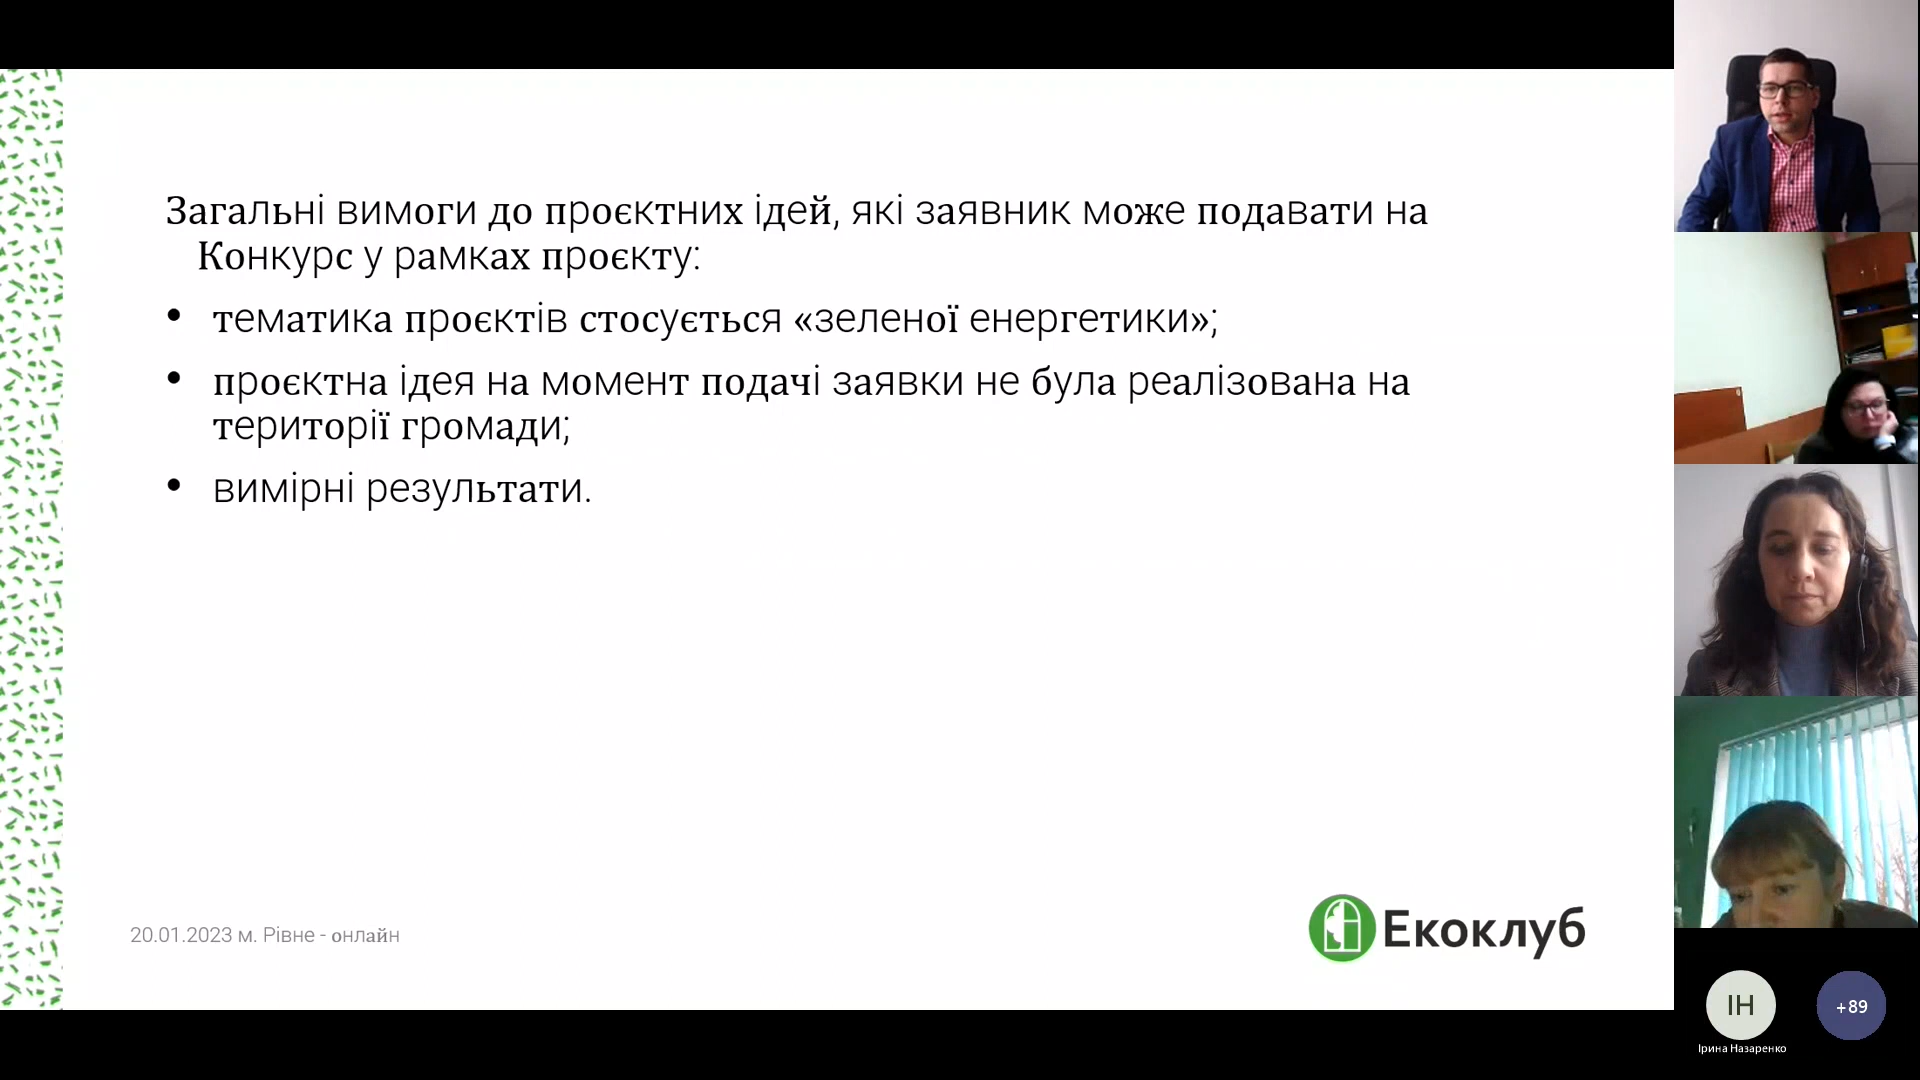 Загальні вимоги до проєктних ідей, які заявник може подавати на
Конкурс у рамках проєкту:
• тематика проєктів стосується «зеленої енергетики»;
• проєктна ідея на момент подачі заявки не була реалізована на
території громади;
• вимірні результати.
20.01.2023 м. Рівне - онлайн
Екоклуб
ІН
+89
Ірина Назаренко